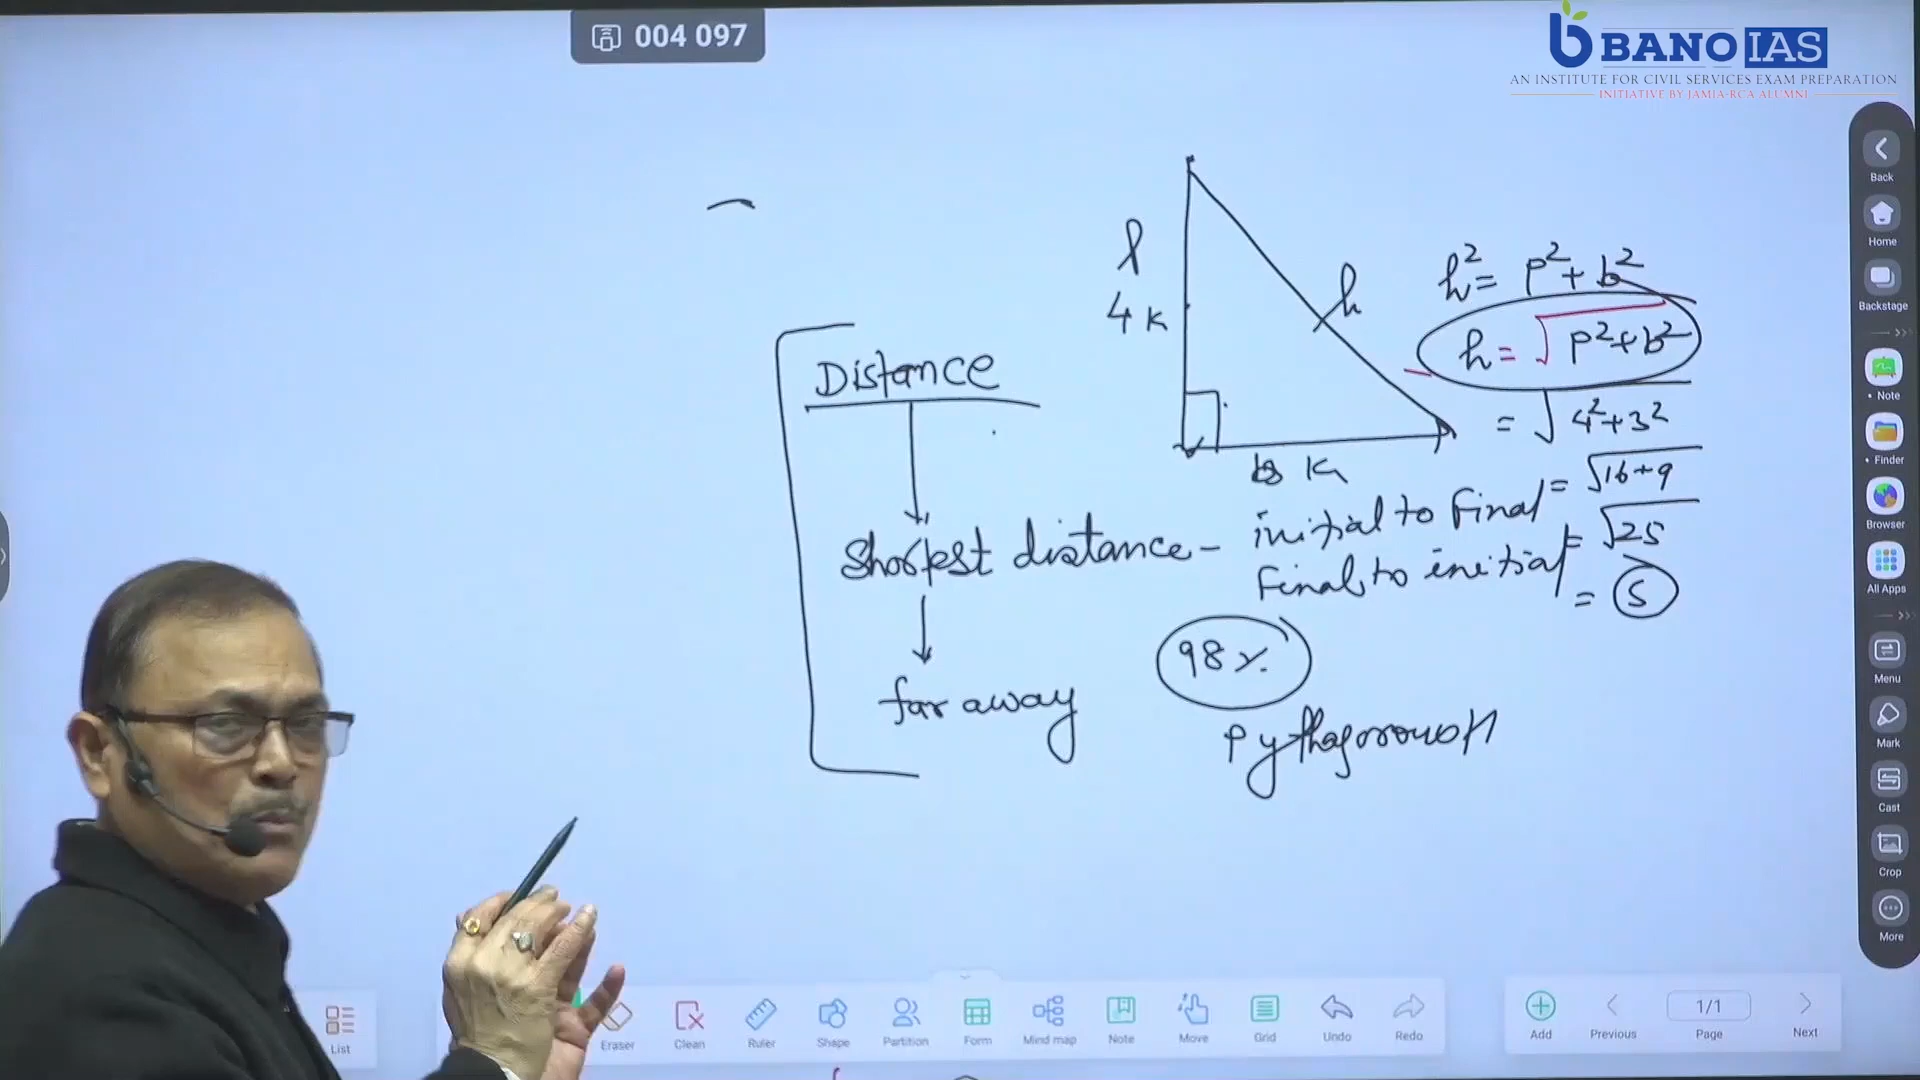 004 097
BANO IAS
AN INSTITUTE FOR CIVIL SERVICES EXAM PREPARATION
INITIATIVE BY JAMIA-RCA ALUMNI
Back
Home
Backstage
Note
Finder
Browser
All Apps
Menu
Mark
Cast
Crop
More
4 K
h
b K
h² = p² + b²
h = √p²+b²
= √4²+3²
= √16+9
= √25
= 5
Distance
Shortest distance - initial to Final
Final to initial
far away
98%
List
Eraser
Clean
Ruler
Shape
Partition
Form
Mind map
Note
Move
Grid
Undo
Redo
Add
Previous
1/1
Page
Next